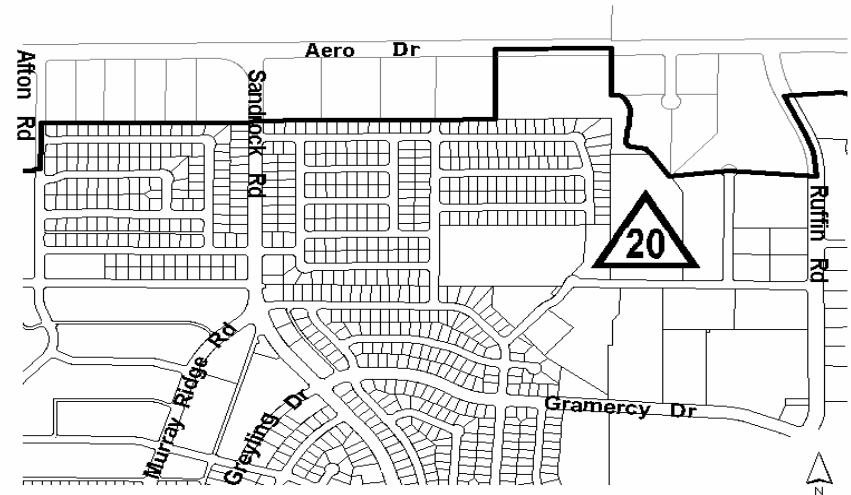 Aero Dr
Afton Rd
Sandrock Rd
20
Ruffin Rd
Murray Ridge Rd
Greyling Dr
Gramercy Dr
N